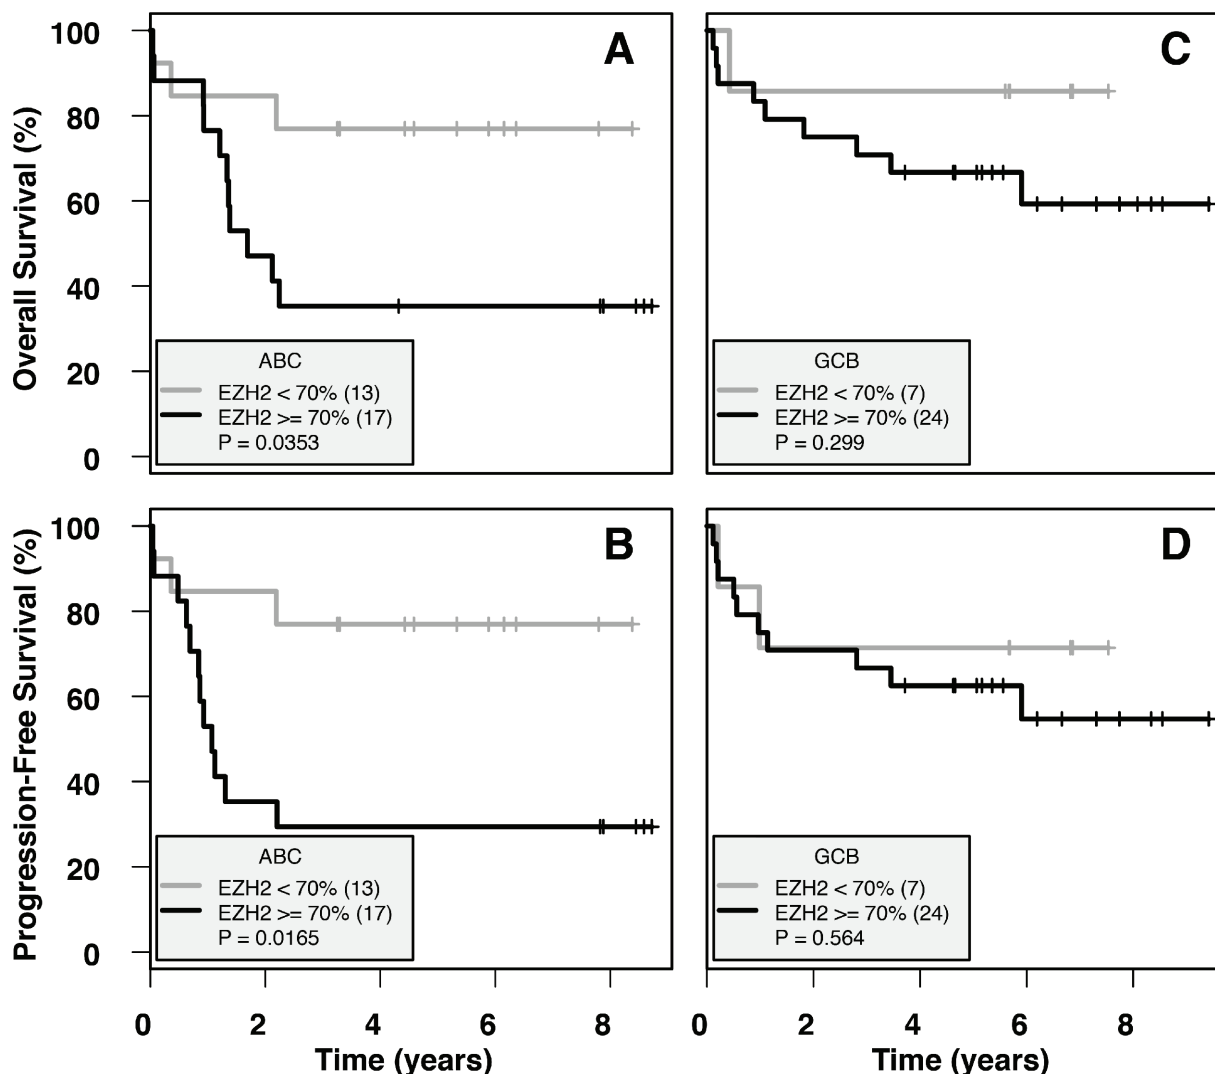 Overall Survival (%)
100
80
60
40
20
0
A
ABC
EZH2 < 70% (13)
EZH2 >= 70% (17)
P = 0.0353
C
GCB
EZH2 < 70% (7)
EZH2 >= 70% (24)
P = 0.299
Progression-Free Survival (%)
100
80
60
40
20
0
B
ABC
EZH2 < 70% (13)
EZH2 >= 70% (17)
P = 0.0165
0 2 4 6 8
Time (years)
D
GCB
EZH2 < 70% (7)
EZH2 >= 70% (24)
P = 0.564
0 2 4 6 8
Time (years)